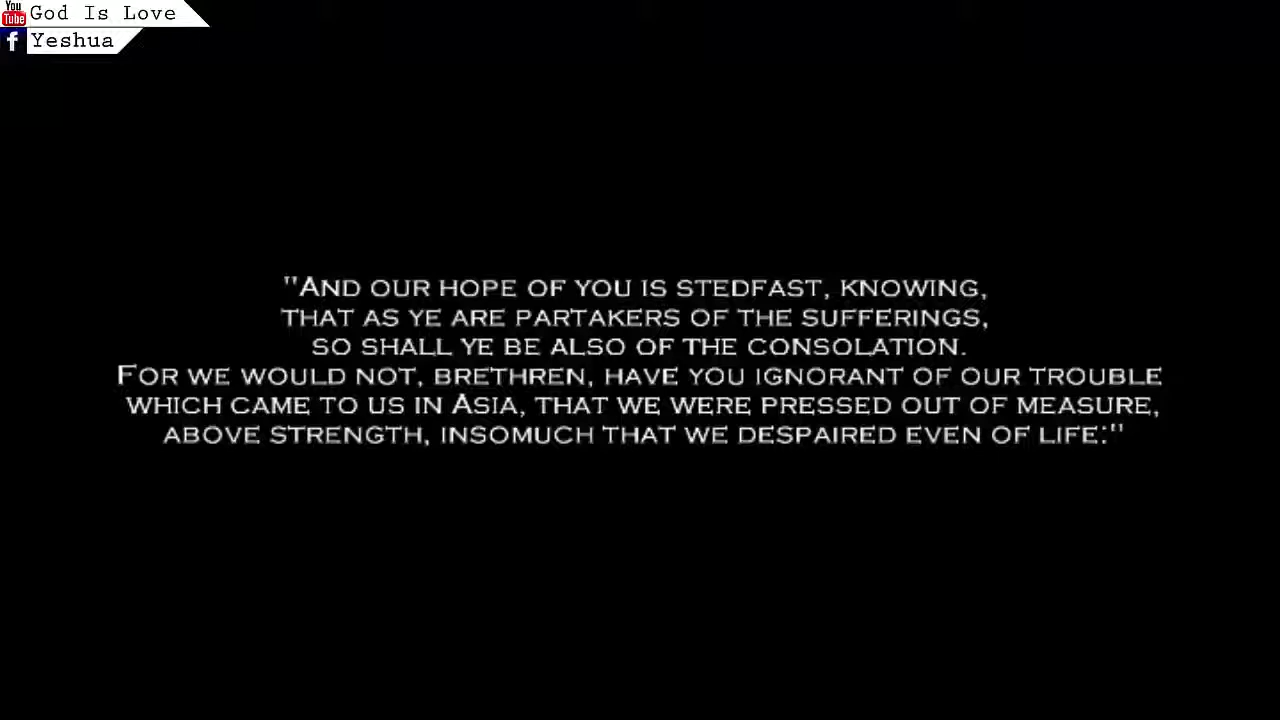 You
Tube
God Is Love
f
Yeshua
"And our hope of you is stedfast, knowing,
that as ye are partakers of the sufferings,
so shall ye be also of the consolation.
For we would not, brethren, have you ignorant of our trouble
which came to us in Asia, that we were pressed out of measure,
above strength, insomuch that we despaired even of life:"